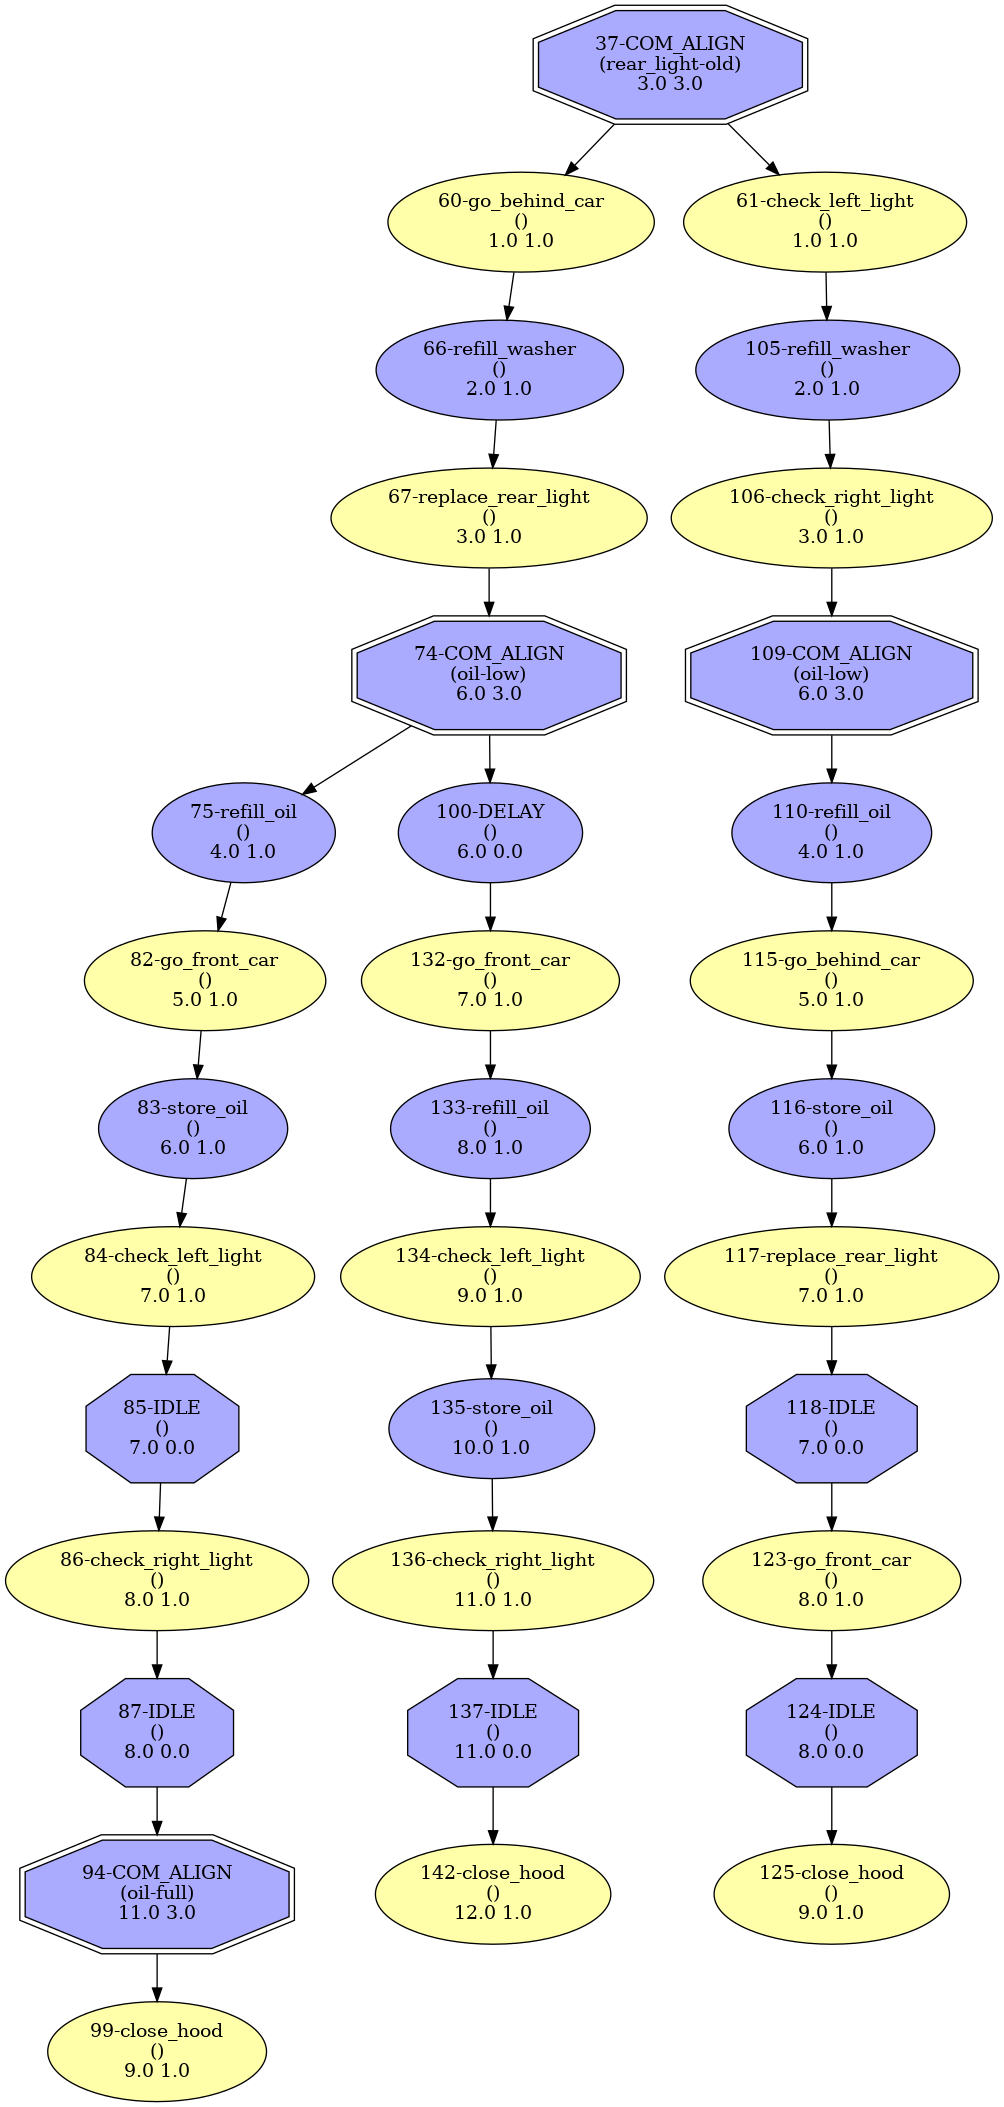 37-COM_ALIGN
(rear_light-old)
3.0 3.0
60-go_behind_car
()
1.0 1.0
61-check_left_light
()
1.0 1.0
66-refill_washer
()
2.0 1.0
105-refill_washer
()
2.0 1.0
67-replace_rear_light
()
3.0 1.0
106-check_right_light
()
3.0 1.0
74-COM_ALIGN
(oil-low)
6.0 3.0
109-COM_ALIGN
(oil-low)
6.0 3.0
75-refill_oil
()
4.0 1.0
100-DELAY
()
6.0 0.0
110-refill_oil
()
4.0 1.0
82-go_front_car
()
5.0 1.0
132-go_front_car
()
7.0 1.0
115-go_behind_car
()
5.0 1.0
83-store_oil
()
6.0 1.0
133-refill_oil
()
8.0 1.0
116-store_oil
()
6.0 1.0
84-check_left_light
()
7.0 1.0
134-check_left_light
()
9.0 1.0
117-replace_rear_light
()
7.0 1.0
85-IDLE
()
7.0 0.0
135-store_oil
()
10.0 1.0
118-IDLE
()
7.0 0.0
86-check_right_light
()
8.0 1.0
136-check_right_light
()
11.0 1.0
123-go_front_car
()
8.0 1.0
87-IDLE
()
8.0 0.0
137-IDLE
()
11.0 0.0
124-IDLE
()
8.0 0.0
94-COM_ALIGN
(oil-full)
11.0 3.0
142-close_hood
()
12.0 1.0
125-close_hood
()
9.0 1.0
99-close_hood
()
9.0 1.0